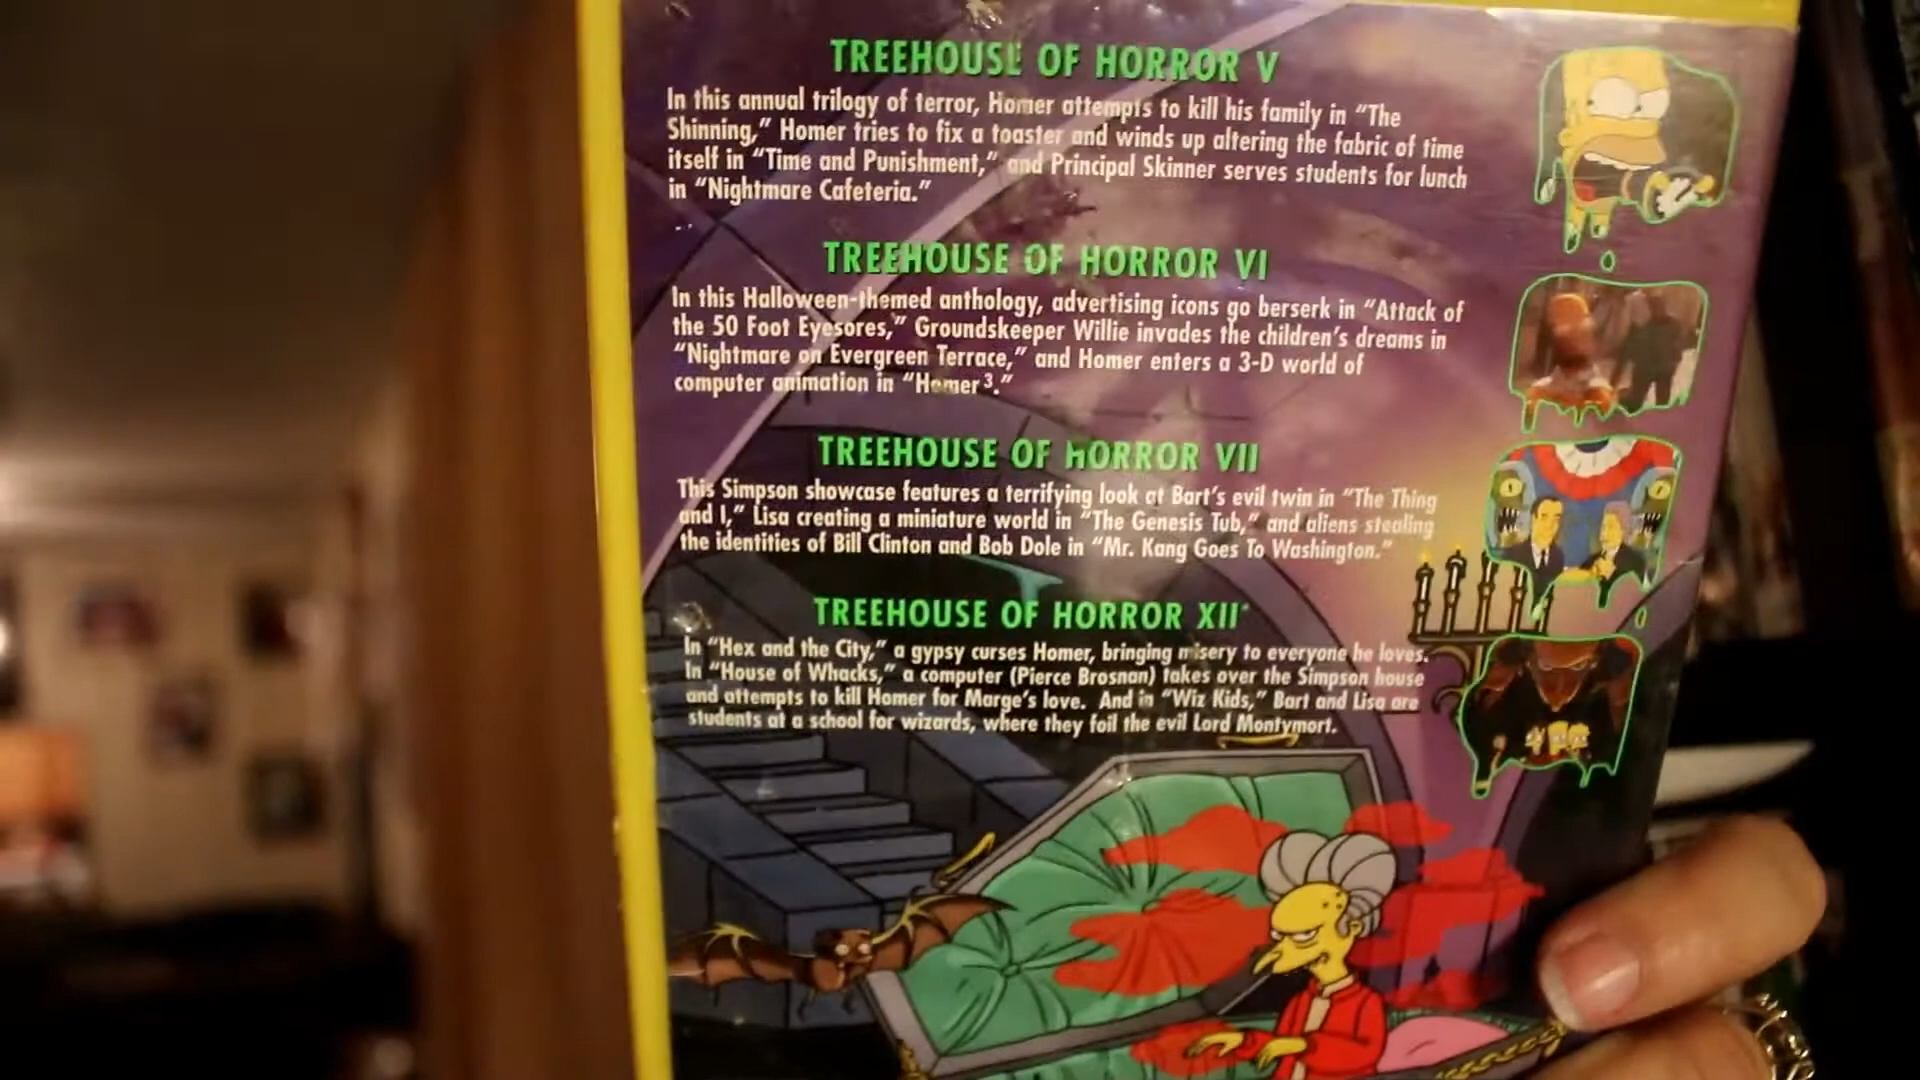 TREEHOUSE OF HORROR V
In this annual trilogy of terror, Homer attempts to kill his family in “The
Shinning,” Homer tries to fix a toaster and winds up altering the fabric of time
itself in “Time and Punishment,” and Principal Skinner serves students for lunch
in “Nightmare Cafeteria.”
TREEHOUSE OF HORROR VI
In this Halloween-themed anthology, advertising icons go berserk in “Attack of
the 50 Foot Eyesores,” Groundskeeper Willie invades the children’s dreams in
“Nightmare on Evergreen Terrace,” and Homer enters a 3-D world of
computer animation in “Homer³.”
TREEHOUSE OF HORROR VII
This Simpson showcase features a terrifying look at Bart’s evil twin in “The Thing
and I,” Lisa creating a miniature world in “The Genesis Tub,” and aliens stealing
the identities of Bill Clinton and Bob Dole in “Mr. Kang Goes To Washington.”
TREEHOUSE OF HORROR XII
In “Hex and the City,” a gypsy curses Homer, bringing misery to everyone he loves.
In “House of Whacks,” a computer (Pierce Brosnan) takes over the Simpson house
and attempts to kill Homer for Marge’s love. And in “Wiz Kids,” Bart and Lisa are
students at a school for wizards, where they foil the evil Lord Montymort.